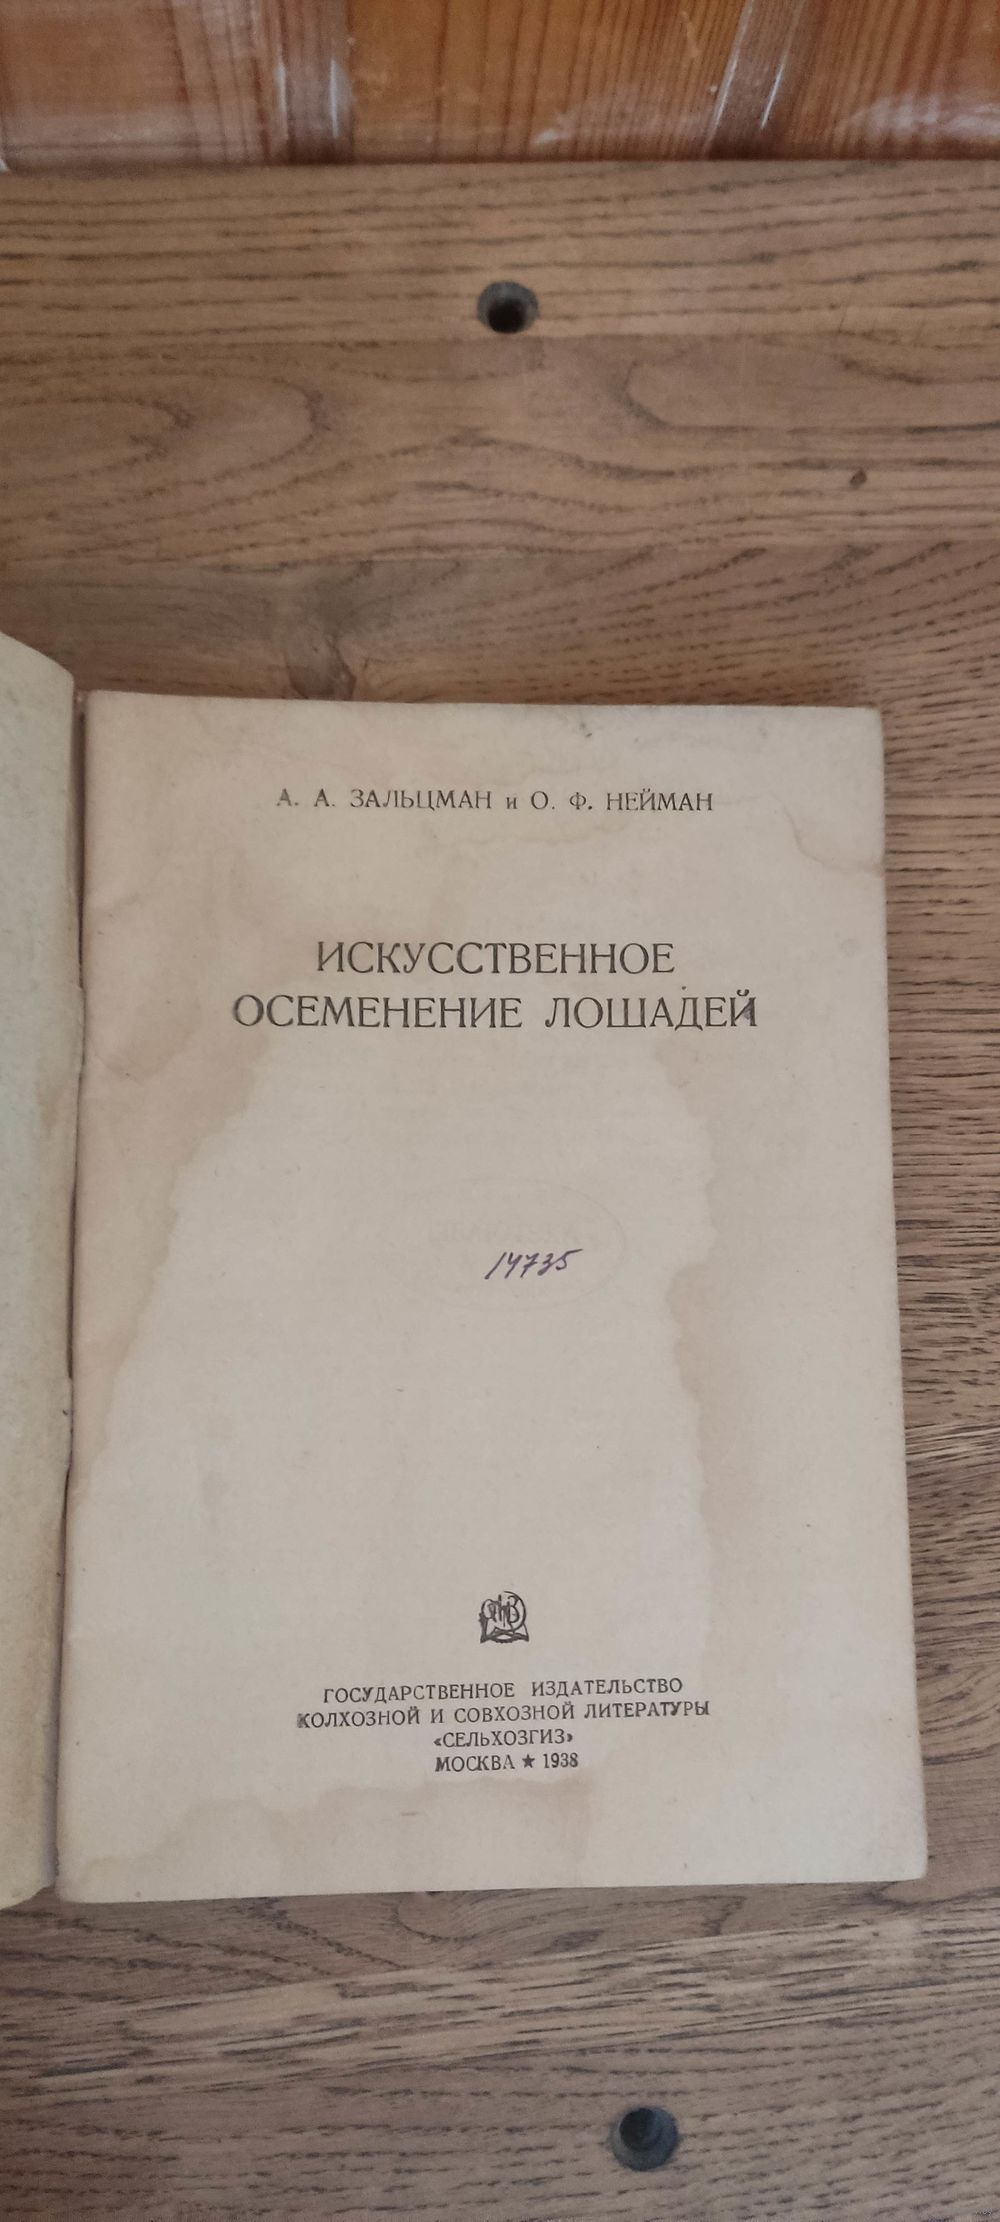 А. А. ЗАЛЬЦМАН и О. Ф. НЕЙМАН
ИСКУССТВЕННОЕ
ОСЕМЕНЕНИЕ ЛОШАДЕЙ
14735
ГОСУДАРСТВЕННОЕ ИЗДАТЕЛЬСТВО
КОЛХОЗНОЙ И СОВХОЗНОЙ ЛИТЕРАТУРЫ
«СЕЛЬХОЗГИЗ»
МОСКВА ★ 1938